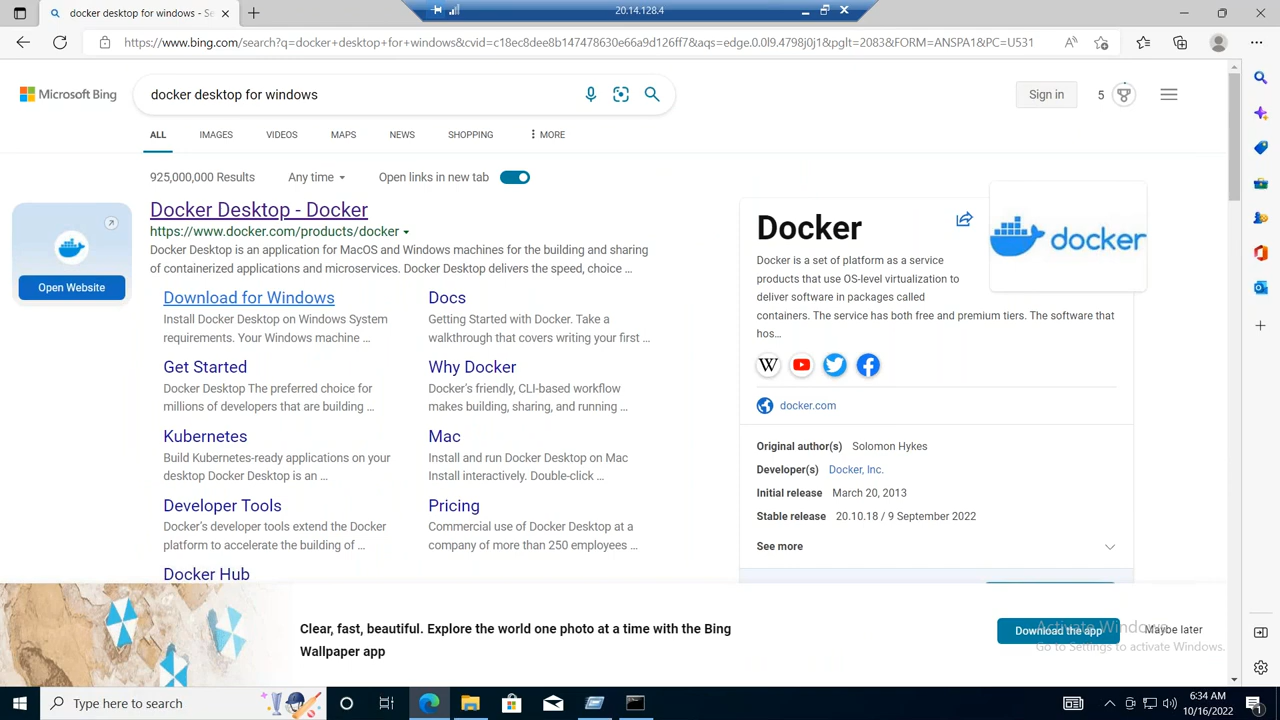 docker desktop for windows - Se
20.14.128.4
https://www.bing.com/search?q=docker+desktop+for+windows&cvid=c18ec8dee8b147478630e66a9d126ff7&aqs=edge.0.0l9.4798j0j1&pglt=2083&FORM=ANSPA1&PC=U531
Microsoft Bing
docker desktop for windows
Sign in
5
ALL
IMAGES
VIDEOS
MAPS
NEWS
SHOPPING
MORE
925,000,000 Results
Any time
Open links in new tab
Open Website
Docker Desktop - Docker
https://www.docker.com/products/docker
Docker Desktop is an application for MacOS and Windows machines for the building and sharing
of containerized applications and microservices. Docker Desktop delivers the speed, choice ...
Download for Windows
Install Docker Desktop on Windows System
requirements. Your Windows machine ...
Docs
Getting Started with Docker. Take a
walkthrough that covers writing your first ...
Get Started
Docker Desktop The preferred choice for
millions of developers that are building ...
Why Docker
Docker's friendly, CLI-based workflow
makes building, sharing, and running ...
Kubernetes
Build Kubernetes-ready applications on your
desktop Docker Desktop is an ...
Mac
Install and run Docker Desktop on Mac
Install interactively. Double-click ...
Developer Tools
Docker's developer tools extend the Docker
platform to accelerate the building of ...
Pricing
Commercial use of Docker Desktop at a
company of more than 250 employees ...
Docker Hub
Docker
docker
Docker is a set of platform as a service
products that use OS-level virtualization to
deliver software in packages called
containers. The service has both free and premium tiers. The software that
hos...
W
docker.com
Original author(s) Solomon Hykes
Developer(s) Docker, Inc.
Initial release March 20, 2013
Stable release 20.10.18 / 9 September 2022
See more
Clear, fast, beautiful. Explore the world one photo at a time with the Bing
Wallpaper app
Download the app
Maybe later
Activate Windows
Go to Settings to activate Windows.
Type here to search
6:34 AM
10/16/2022
1